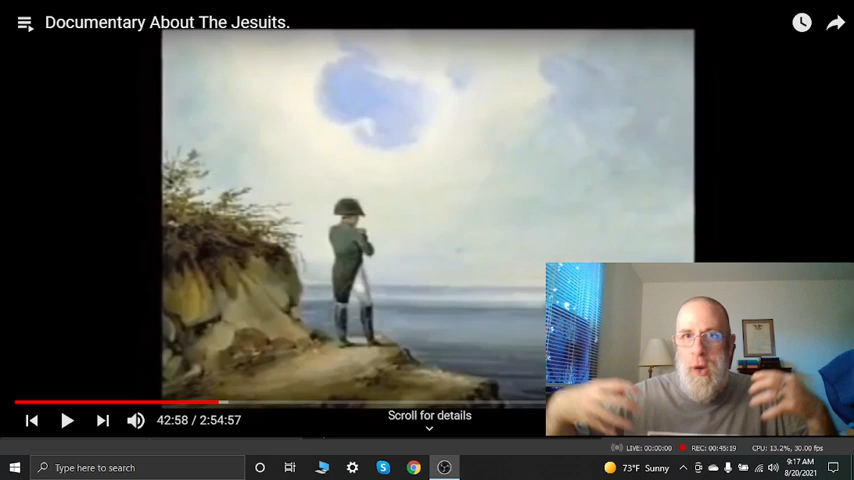 Documentary About The Jesuits.
42:58 / 2:54:57
Scroll for details
LIVE: 00:00:00
REC: 00:45:19
CPU: 13.2%, 30.00 fps
Type here to search
73°F Sunny
9:17 AM
8/20/2021